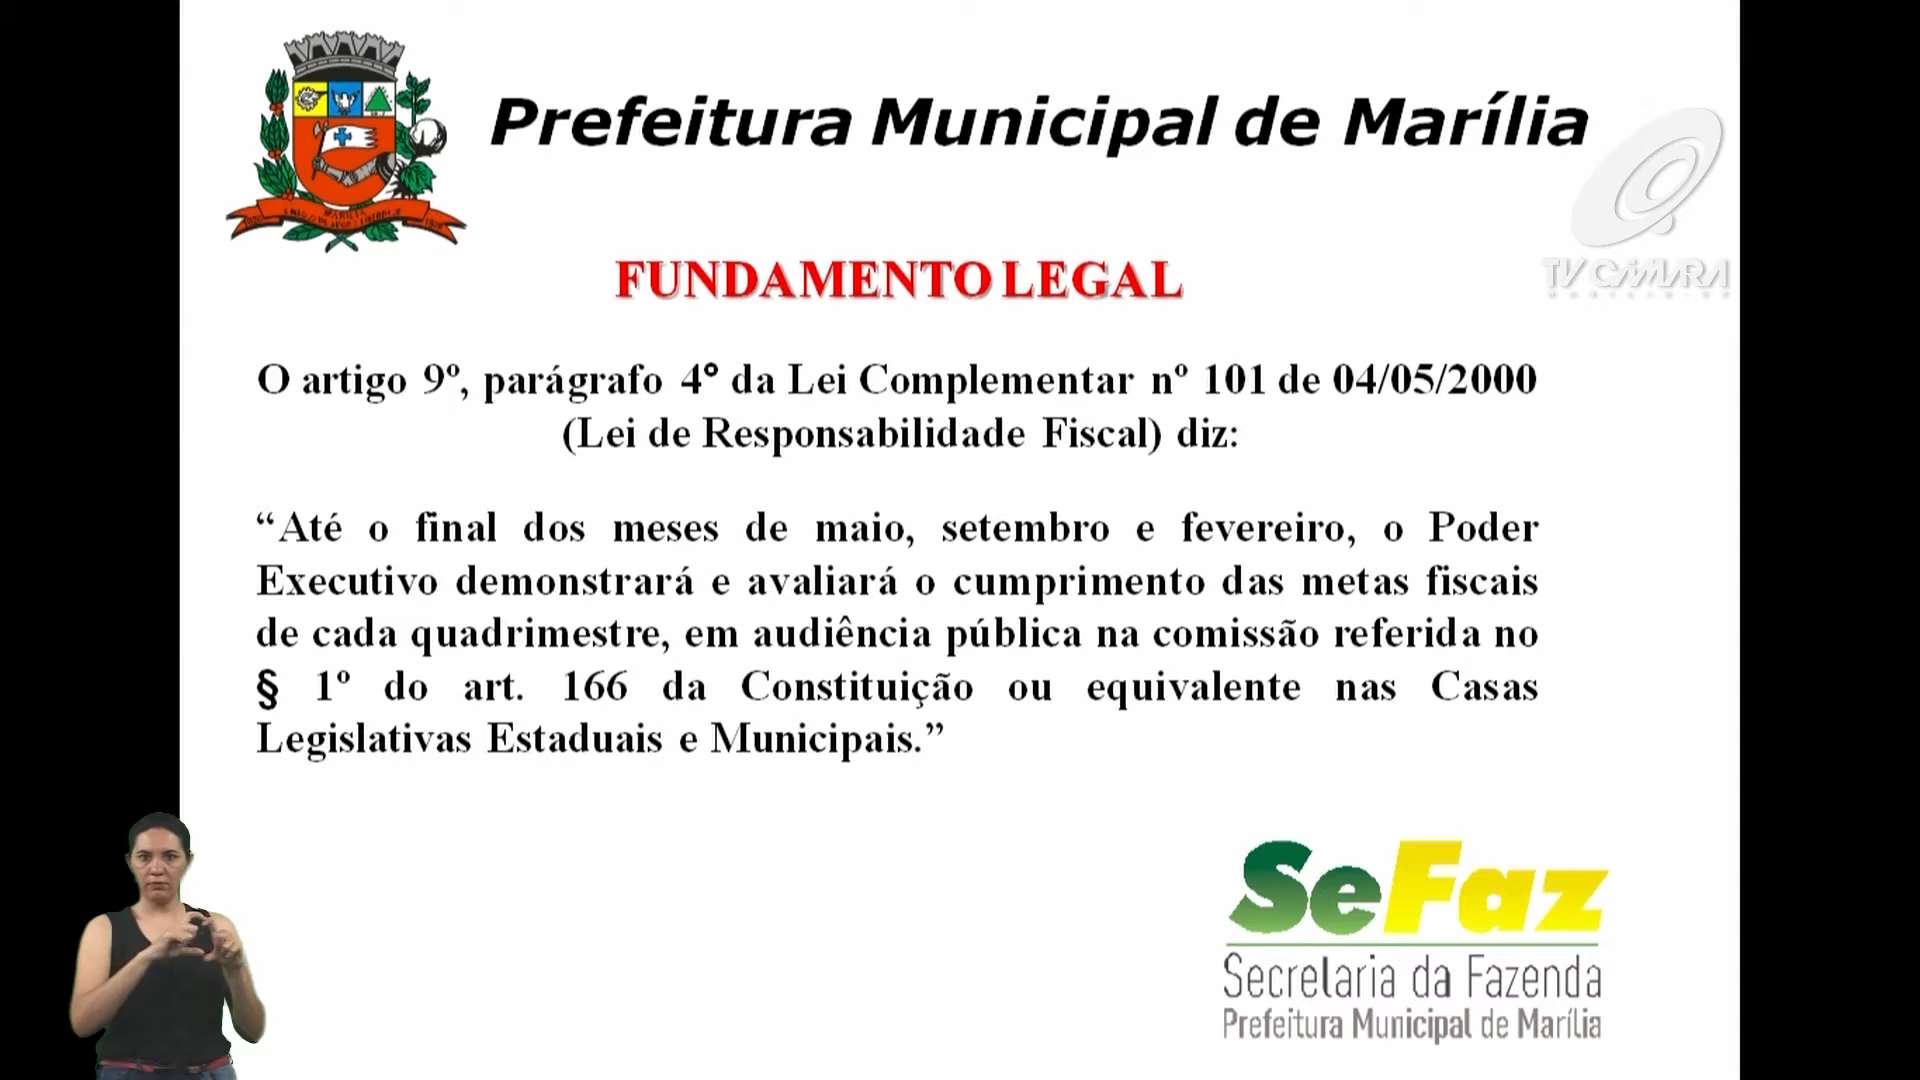 Prefeitura Municipal de Marília
TV CÂMARA
FUNDAMENTO LEGAL
O artigo 9º, parágrafo 4° da Lei Complementar nº 101 de 04/05/2000
(Lei de Responsabilidade Fiscal) diz:
“Até o final dos meses de maio, setembro e fevereiro, o Poder
Executivo demonstrará e avaliará o cumprimento das metas fiscais
de cada quadrimestre, em audiência pública na comissão referida no
§ 1º do art. 166 da Constituição ou equivalente nas Casas
Legislativas Estaduais e Municipais.”
SeFaz
Secretaria da Fazenda
Prefeitura Municipal de Marília